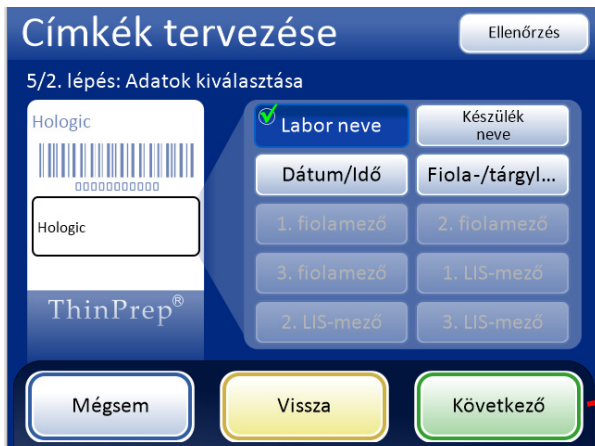 Címkék tervezése
Ellenőrzés
5/2. lépés: Adatok kiválasztása
Hologic
00000000000
Hologic
ThinPrep®
Labor neve
Készülék
neve
Dátum/Idő
Fiola-/tárgyl...
1. fiolamező
2. fiolamező
3. fiolamező
1. LIS-mező
2. LIS-mező
3. LIS-mező
Mégsem
Vissza
Következő